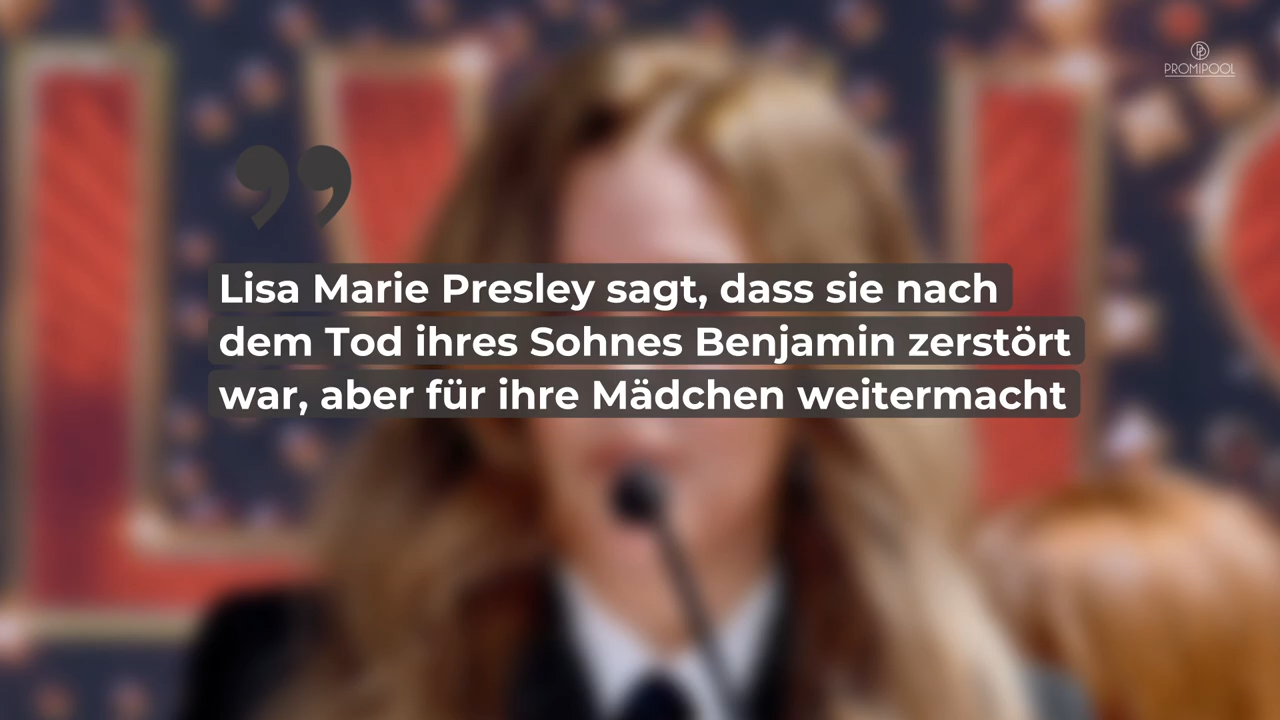 PROMIPOOL
”
Lisa Marie Presley sagt, dass sie nach
dem Tod ihres Sohnes Benjamin zerstört
war, aber für ihre Mädchen weitermacht